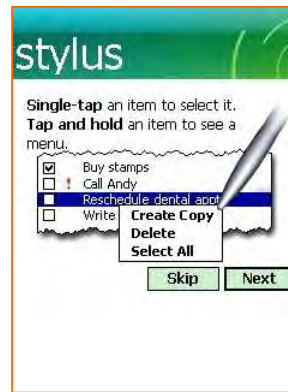 stylus
Single-tap an item to select it.
Tap and hold an item to see a
menu.
Buy stamps
! Call Andy
Reschedule dental appt
Write
Create Copy
Delete
Select All
Skip
Next